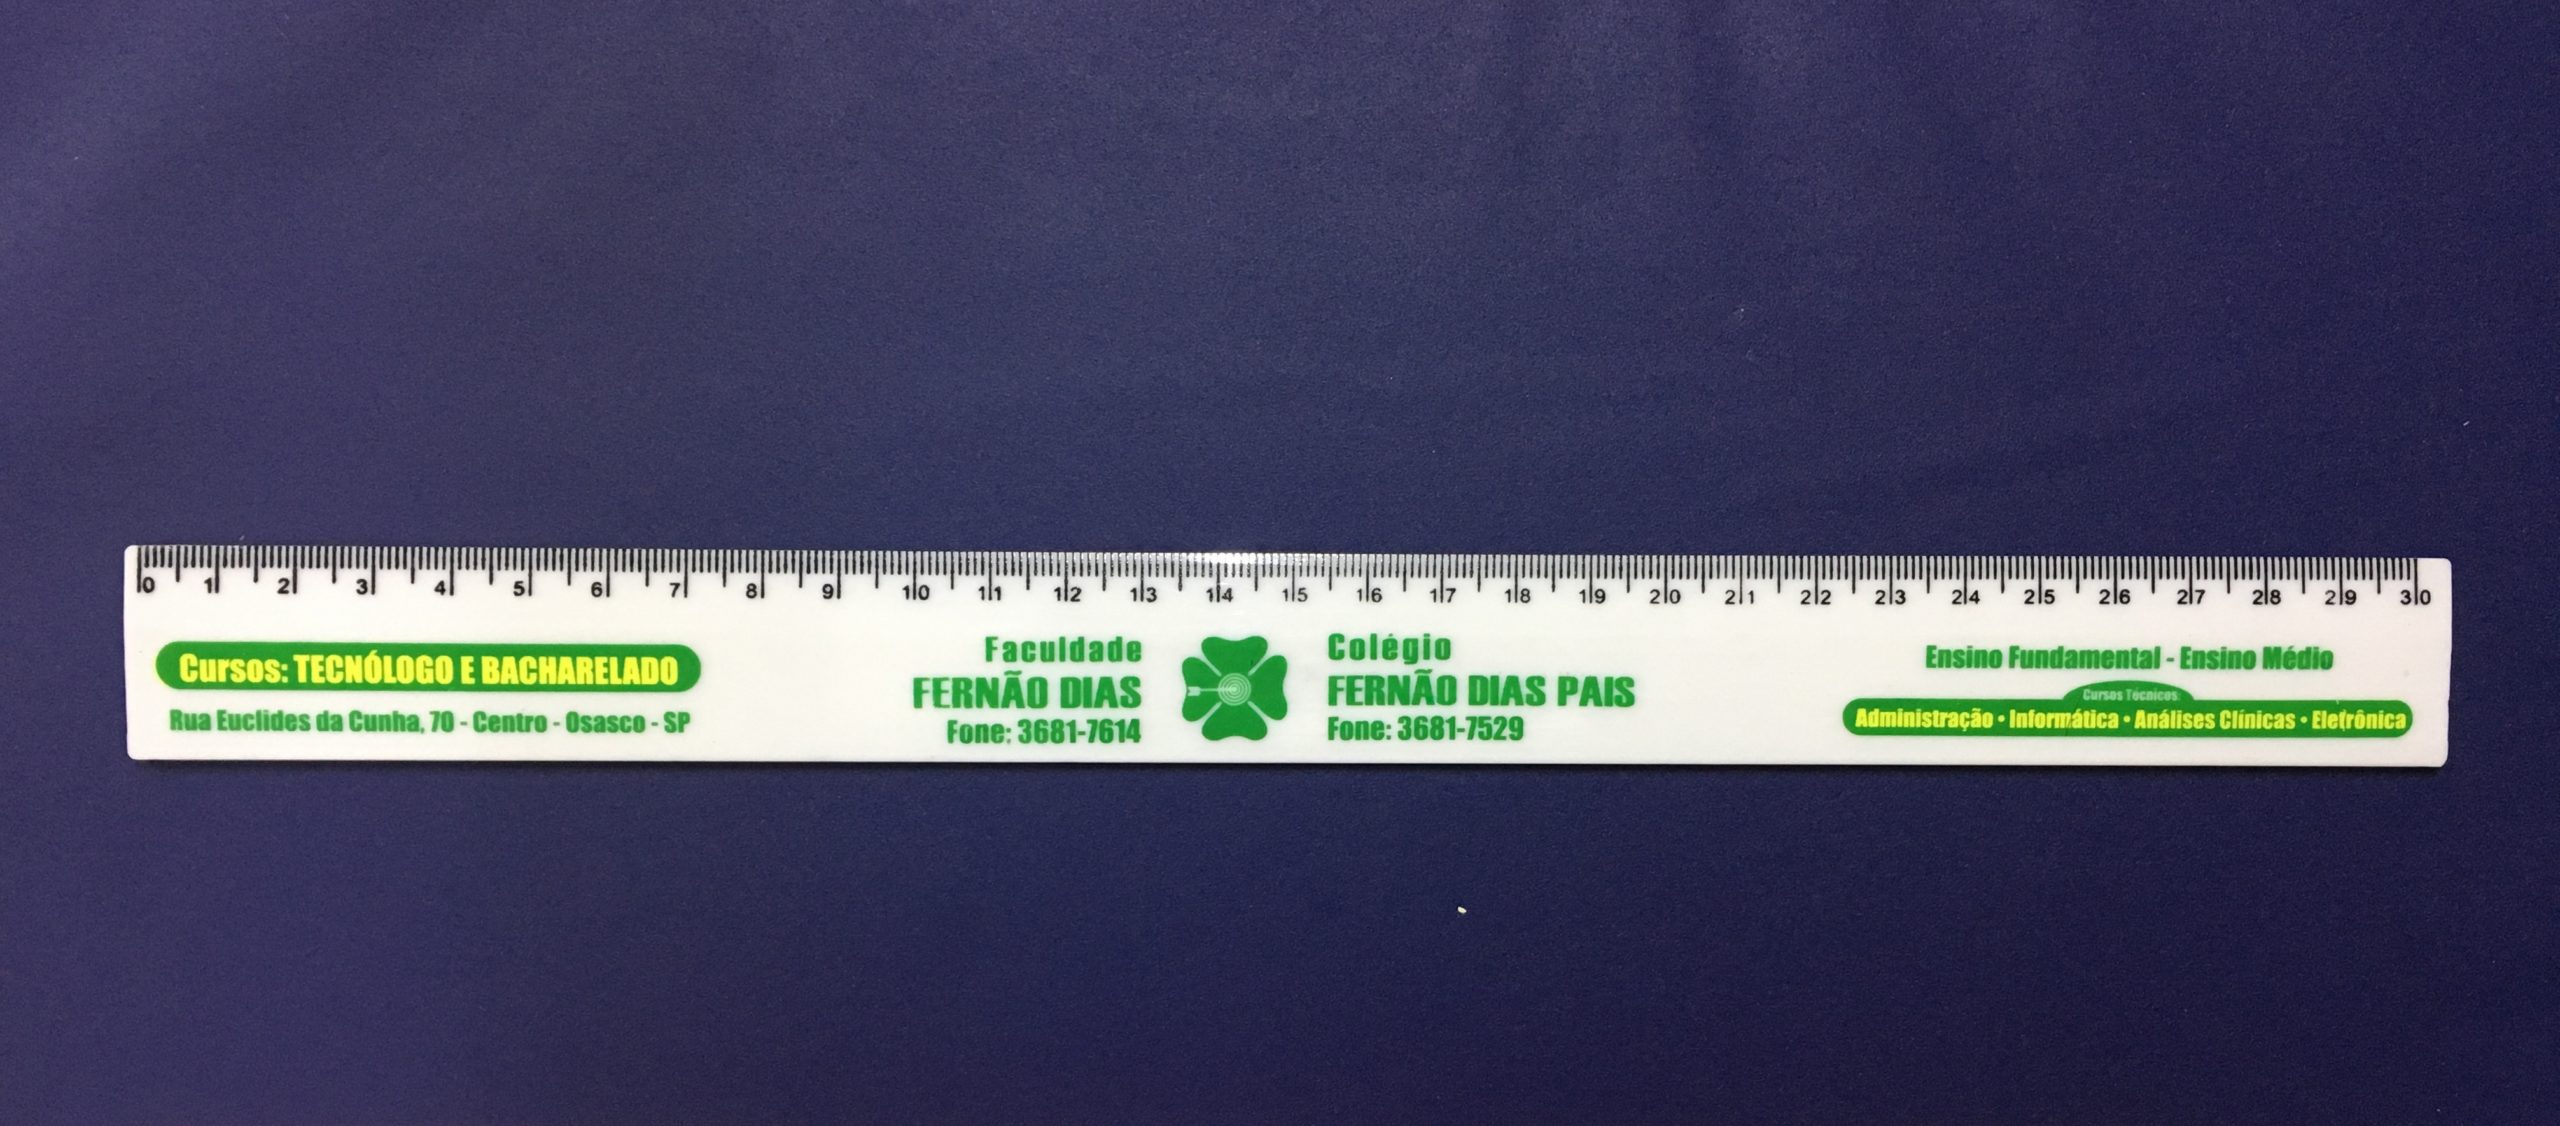 0 1 2 3 4 5 6 7 8 9 10 11 12 13 14 15 16 17 18 19 20 21 22 23 24 25 26 27 28 29 30
Cursos: TECNÓLOGO E BACHARELADO
Rua Euclides da Cunha, 70 - Centro - Osasco - SP
Faculdade
FERNÃO DIAS
Fone: 3681-7614
Colégio
FERNÃO DIAS PAIS
Fone: 3681-7529
Ensino Fundamental - Ensino Médio
Cursos Técnicos:
Administração • Informática • Análises Clínicas • Eletrônica